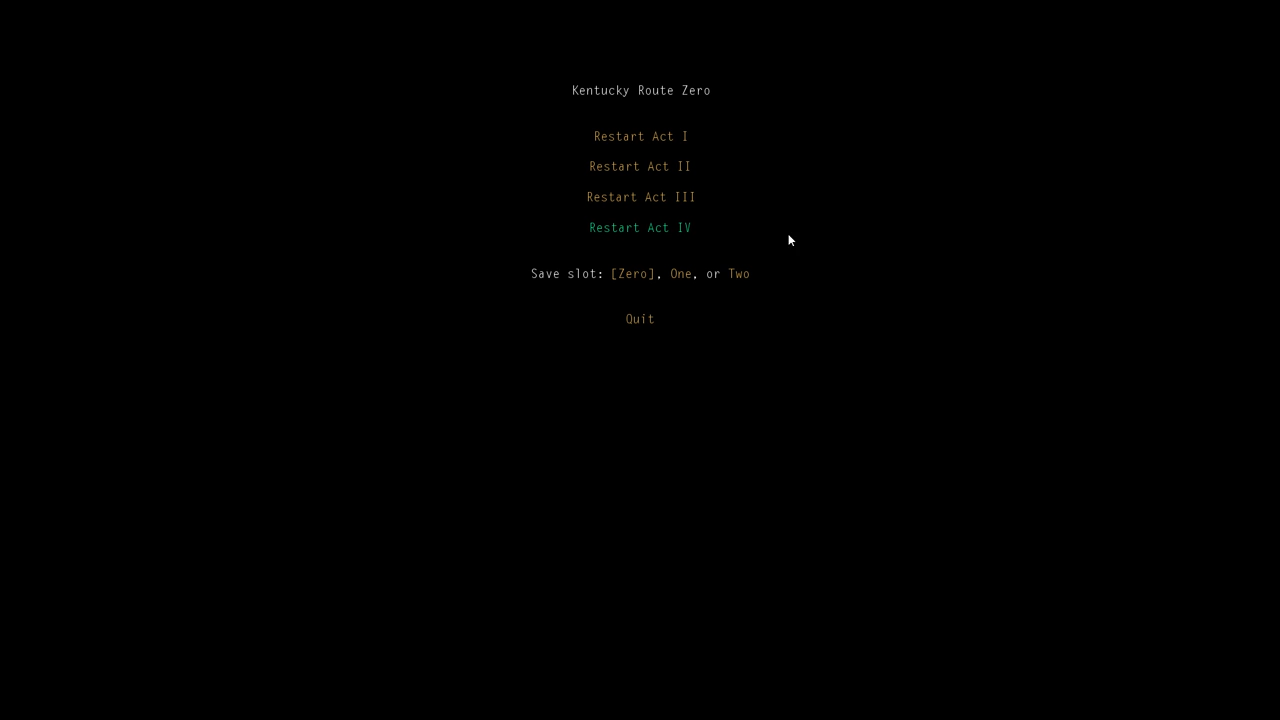 Kentucky Route Zero
Restart Act I
Restart Act II
Restart Act III
Restart Act IV
Save slot: [Zero], One, or Two
Quit